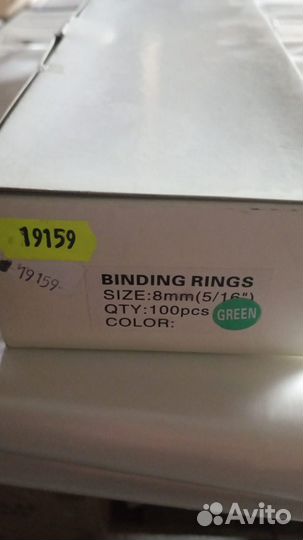 19159
19159
BINDING RINGS
SIZE:8mm(5/16")
QTY:100pcs
COLOR:
GREEN
Avito